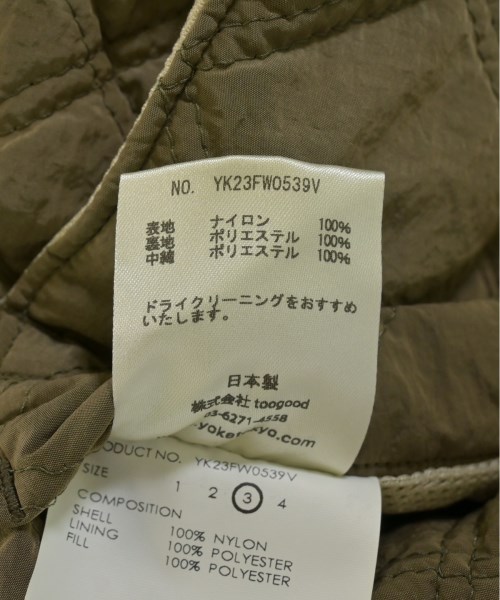 NO. YK23FW0539V
表地 ナイロン 100%
裏地 ポリエステル 100%
中綿 ポリエステル 100%
ドライクリーニングをおすすめ
いたします。
日本製
株式会社 toogood
PRODUCT NO. YK23FW0539V
SIZE 1 2 3 4
COMPOSITION
SHELL 100% NYLON
LINING 100% POLYESTER
FILL 100% POLYESTER